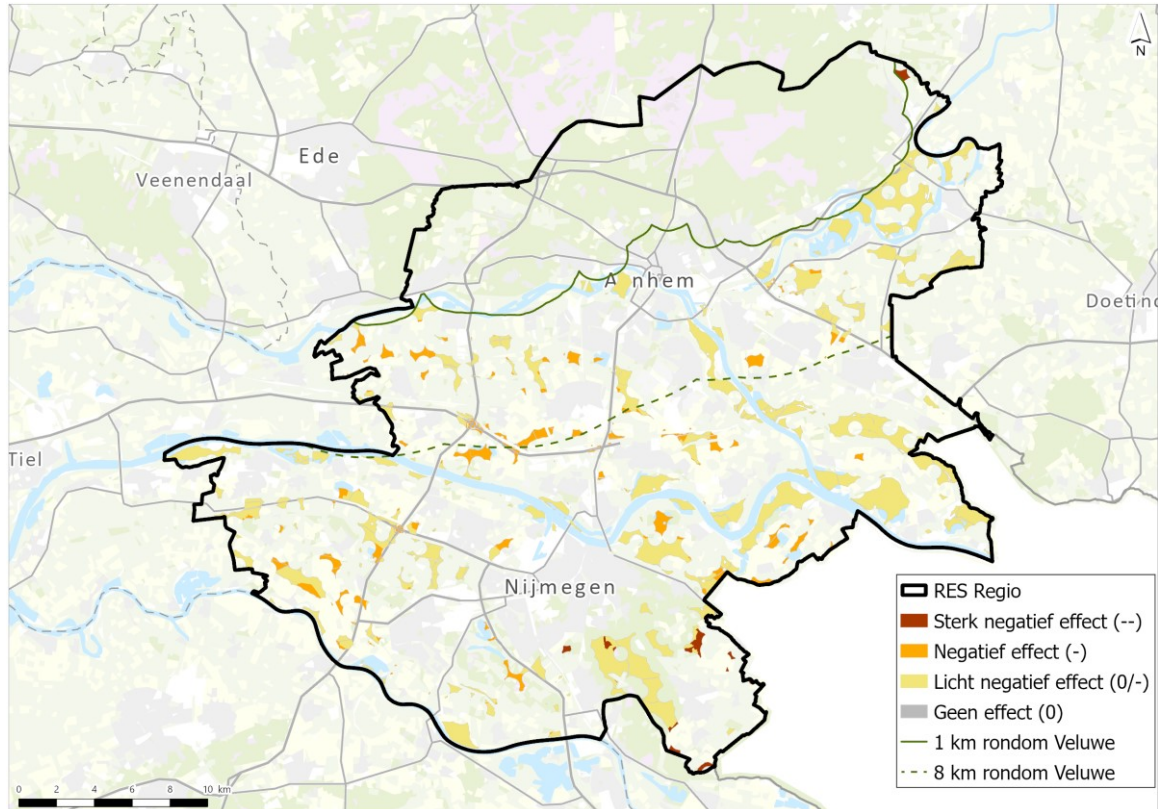 N
Ede
Veenendaal
A nhem
Doetinc
Tiel
Nijmegen
RES Regio
Sterk negatief effect (--)
Negatief effect (-)
Licht negatief effect (0/-)
Geen effect (0)
1 km rondom Veluwe
8 km rondom Veluwe
0 2 4 6 8 10 km